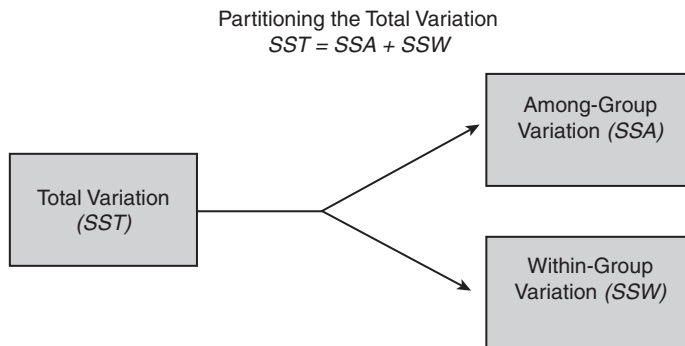 Partitioning the Total Variation
SST = SSA + SSW
Among-Group
Variation (SSA)
Total Variation
(SST)
Within-Group
Variation (SSW)